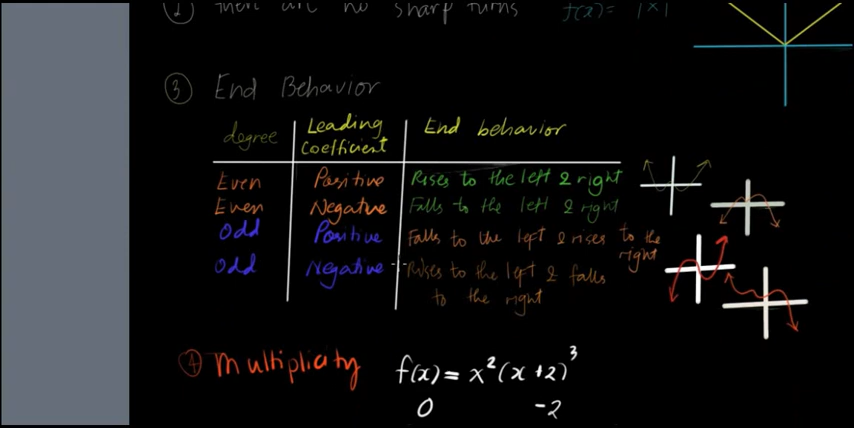 ② there are no sharp turns f(x) = |x|
③ End Behavior
degree Leading Coefficient End behavior
Even Positive Rises to the left & right
Even Negative Falls to the left & right
Odd Positive Falls to the left & rises to the right
Odd Negative Rises to the left & falls to the right
④ Multiplicity f(x) = x²(x+2)³
0 -2